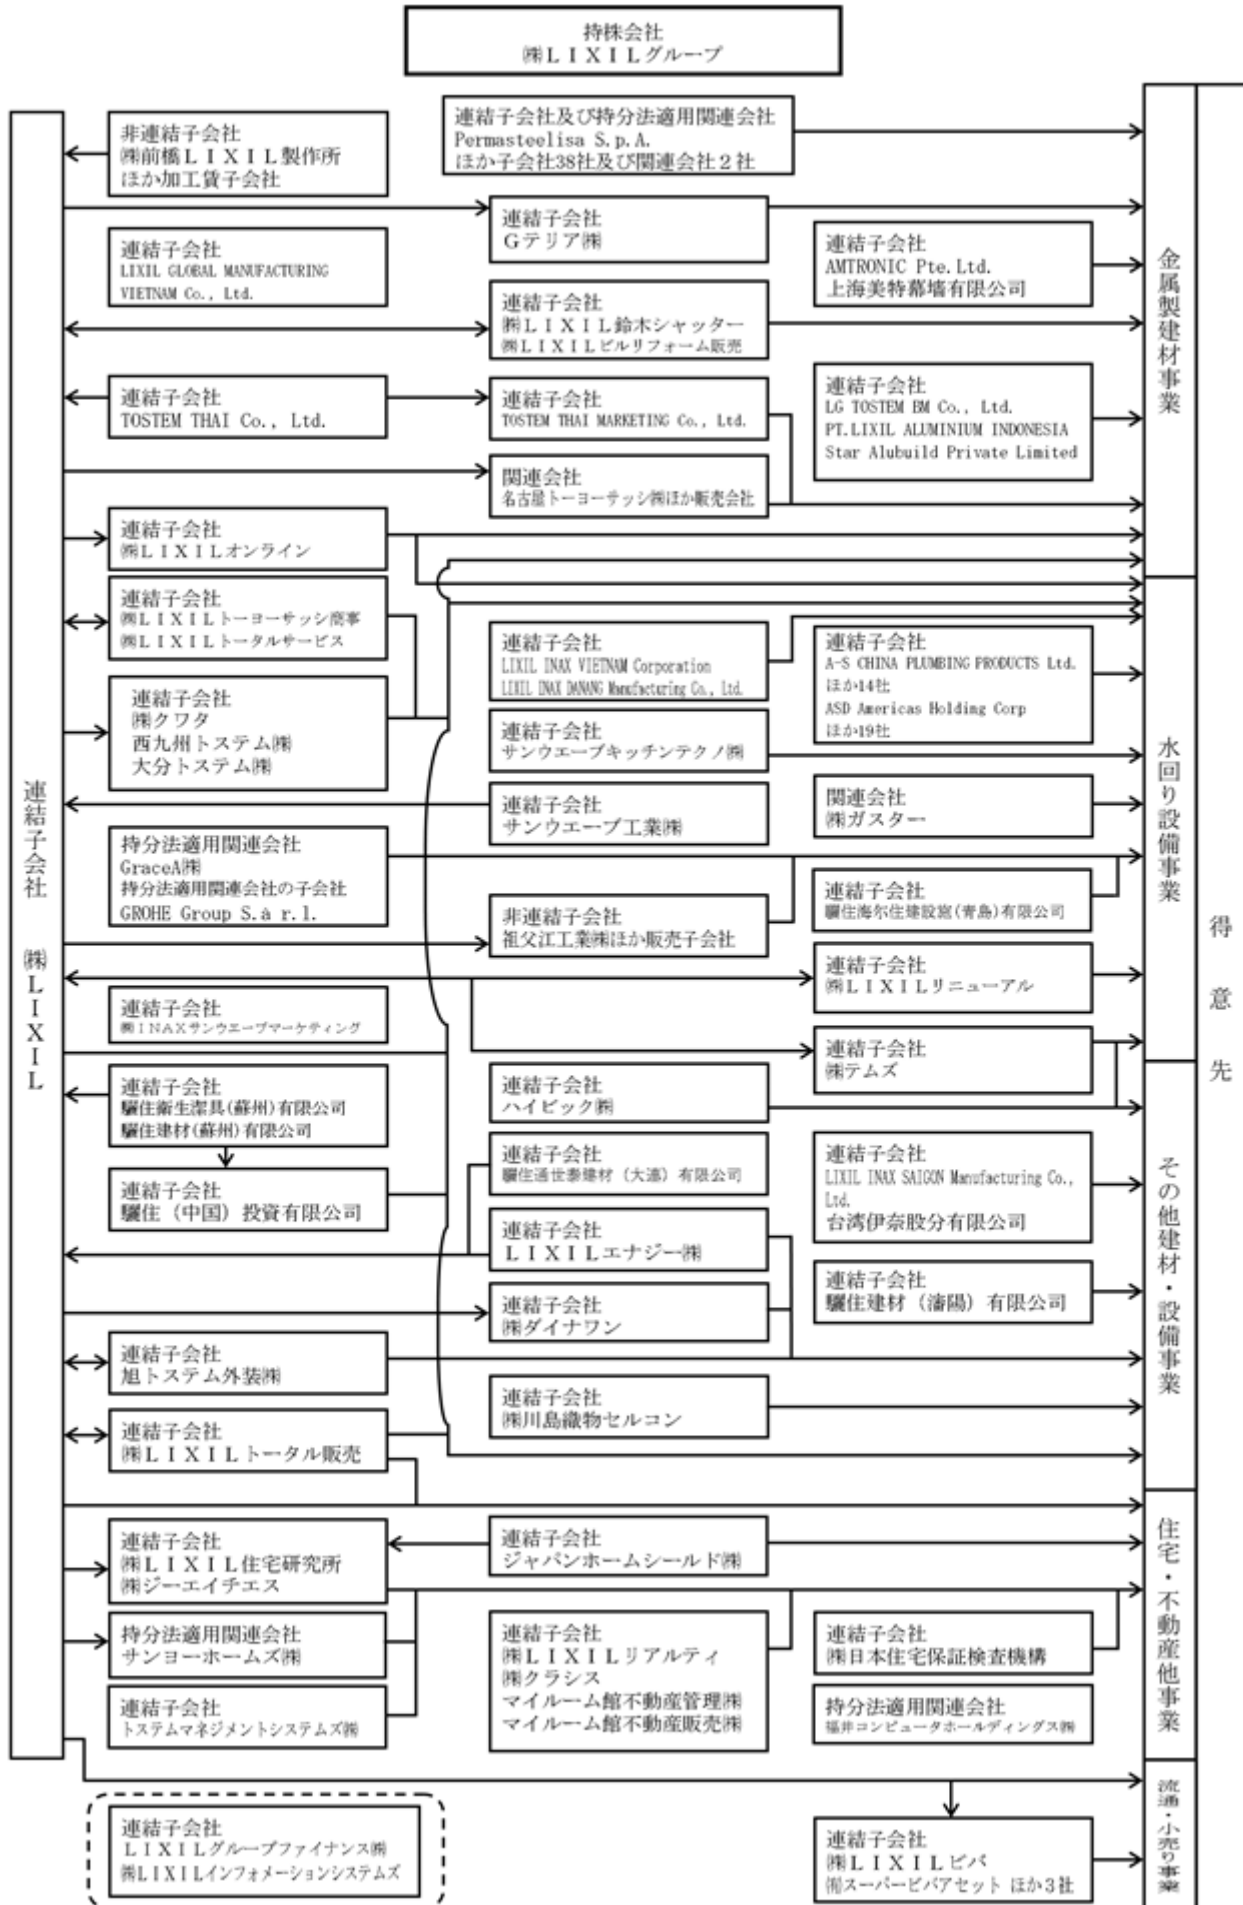 持株会社
㈱ＬＩＸＩＬグループ
連結子会社 ㈱ＬＩＸＩＬ
非連結子会社
㈱前橋ＬＩＸＩＬ製作所
ほか加工賃子会社
連結子会社及び持分法適用関連会社
Permasteelisa S.p.A.
ほか子会社38社及び関連会社２社
連結子会社
Gテリア㈱
連結子会社
LIXIL GLOBAL MANUFACTURING
VIETNAM Co., Ltd.
連結子会社
AMTRONIC Pte.Ltd.
上海美特幕墙有限公司
連結子会社
㈱ＬＩＸＩＬ鈴木シャッター
㈱ＬＩＸＩＬビルリフォーム販売
連結子会社
TOSTEM THAI Co., Ltd.
連結子会社
TOSTEM THAI MARKETING Co., Ltd.
連結子会社
LG TOSTEM BM Co., Ltd.
PT.LIXIL ALUMINIUM INDONESIA
Star Alubuild Private Limited
関連会社
名古屋トーヨーサッシ㈱ほか販売会社
金属製建材事業
連結子会社
㈱ＬＩＸＩＬオンライン
連結子会社
㈱ＬＩＸＩＬトーヨーサッシ商事
㈱ＬＩＸＩＬトータルサービス
連結子会社
㈱クワタ
西九州トステム㈱
大分トステム㈱
連結子会社
LIXIL INAX VIETNAM Corporation
LIXIL INAX DANANG Manufacturing Co., Ltd.
連結子会社
A-S CHINA PLUMBING PRODUCTS Ltd.
ほか14社
ASD Americas Holding Corp
ほか19社
連結子会社
サンウエーブキッチンテクノ㈱
連結子会社
サンウエーブ工業㈱
関連会社
㈱ガスター
持分法適用関連会社
GraceA㈱
持分法適用関連会社の子会社
GROHE Group S.à r.l.
連結子会社
驪住海尔住建設施(青島)有限公司
非連結子会社
祖父江工業㈱ほか販売子会社
連結子会社
㈱ＬＩＸＩＬリニューアル
連結子会社
㈱ＩＮＡＸサンウエーブマーケティング
連結子会社
㈱テムズ
水回り設備事業
得意先
連結子会社
驪住衛生潔具(蘇州)有限公司
驪住建材(蘇州)有限公司
連結子会社
ハイビック㈱
連結子会社
驪住通世泰建材（大連）有限公司
連結子会社
LIXIL INAX SAIGON Manufacturing Co.,
Ltd.
台湾伊奈股分有限公司
連結子会社
驪住（中国）投資有限公司
連結子会社
ＬＩＸＩＬエナジー㈱
連結子会社
驪住建材（瀋陽）有限公司
連結子会社
㈱ダイナワン
連結子会社
旭トステム外装㈱
連結子会社
㈱川島織物セルコン
連結子会社
㈱ＬＩＸＩＬトータル販売
その他建材・設備事業
連結子会社
㈱ＬＩＸＩＬ住宅研究所
㈱ジーエイチエス
連結子会社
ジャパンホームシールド㈱
持分法適用関連会社
サンヨーホームズ㈱
連結子会社
㈱ＬＩＸＩＬリアルティ
㈱クラシス
マイルーム館不動産管理㈱
マイルーム館不動産販売㈱
連結子会社
㈱日本住宅保証検査機構
連結子会社
トステムマネジメントシステムズ㈱
持分法適用関連会社
福井コンピュータホールディングス㈱
住宅・不動産他事業
連結子会社
ＬＩＸＩＬグループファイナンス㈱
㈱ＬＩＸＩＬインフォメーションシステムズ
連結子会社
㈱ＬＩＸＩＬビバ
㈲スーパービバアセット ほか３社
流通・小売り事業